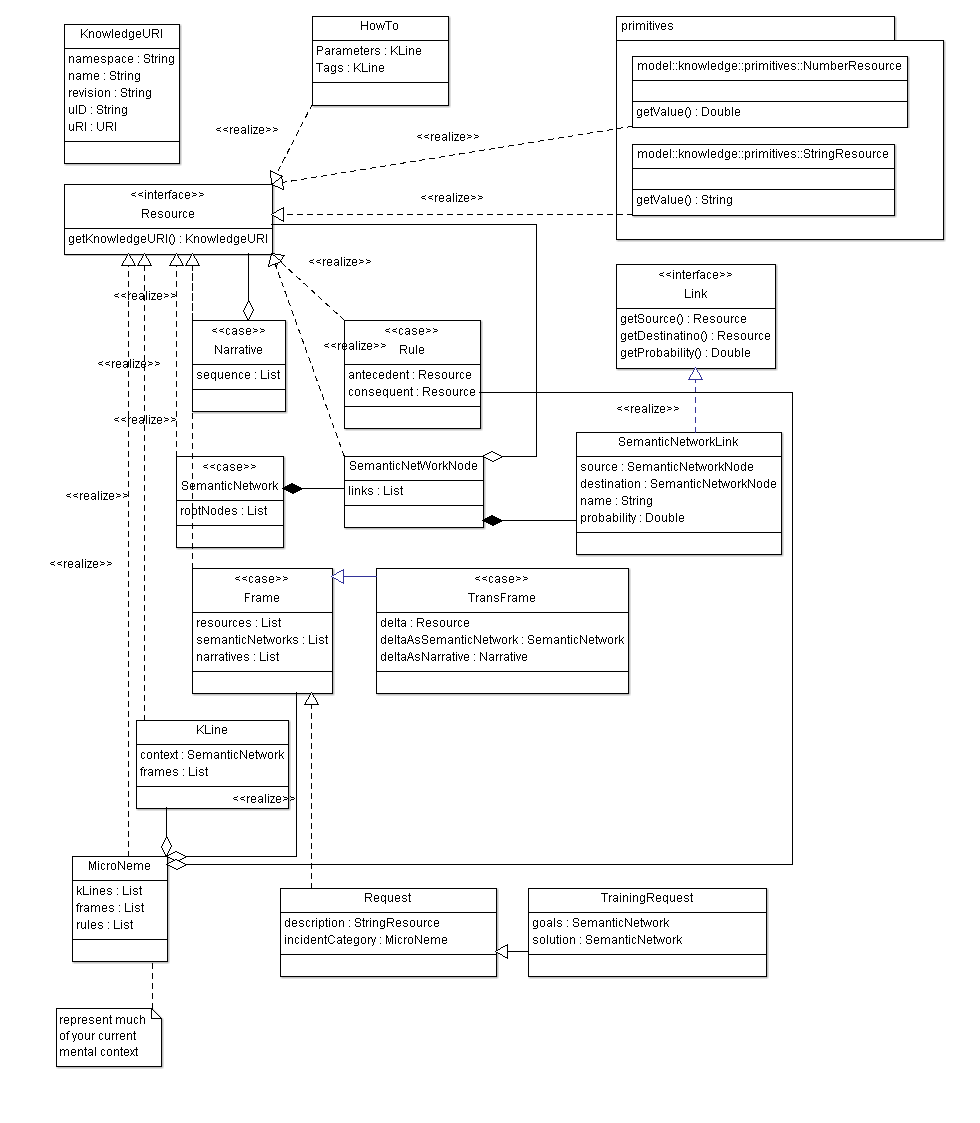 KnowledgeURI
namespace : String
name : String
revision : String
uID : String
uRI : URI
HowTo
Parameters : KLine
Tags : KLine
primitives
model::knowledge::primitives::NumberResource
getValue() : Double
model::knowledge::primitives::StringResource
getValue() : String
<<realize>>
<<realize>>
<<realize>>
<<interface>>
Resource
getKnowledgeURI() : KnowledgeURI
<<realize>>
<<realize>>
<<interface>>
Link
getSource() : Resource
getDestinatino() : Resource
getProbability() : Double
<<case>>
Narrative
sequence : List
<<case>>
Rule
<<realize>>
antecedent : Resource
consequent : Resource
<<realize>>
<<realize>>
<<realize>>
<<case>>
SemanticNetwork
rootNodes : List
SemanticNetWorkNode
links : List
SemanticNetworkLink
source : SemanticNetworkNode
destination : SemanticNetworkNode
name : String
probability : Double
<<realize>>
<<realize>>
<<case>>
Frame
resources : List
semanticNetworks : List
narratives : List
<<case>>
TransFrame
delta : Resource
deltaAsSemanticNetwork : SemanticNetwork
deltaAsNarrative : Narrative
KLine
context : SemanticNetwork
frames : List
<<realize>>
MicroNeme
kLines : List
frames : List
rules : List
Request
description : StringResource
incidentCategory : MicroNeme
TrainingRequest
goals : SemanticNetwork
solution : SemanticNetwork
represent much
of your current
mental context